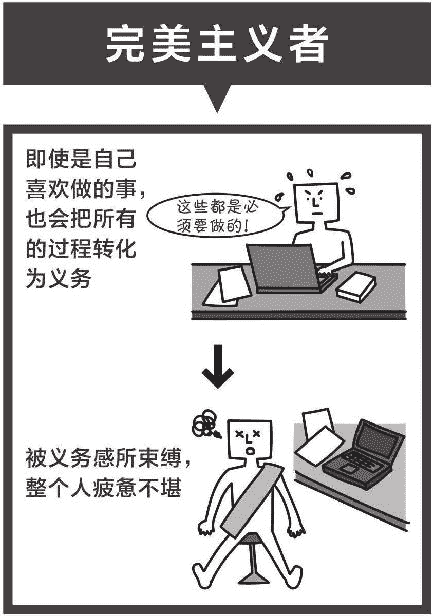 完美主义者
即使是自己
喜欢做的事，
也会把所有
的过程转化
为义务
这些都是必
须要做的！
被义务感所束缚，
整个人疲惫不堪